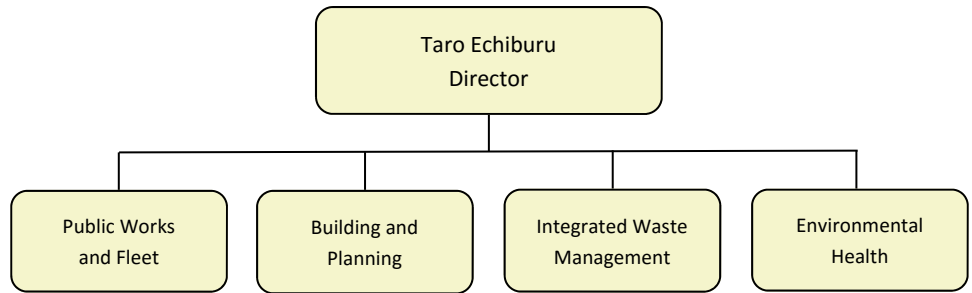 Taro Echiburu
Director
Public Works
and Fleet
Building and
Planning
Integrated Waste
Management
Environmental
Health